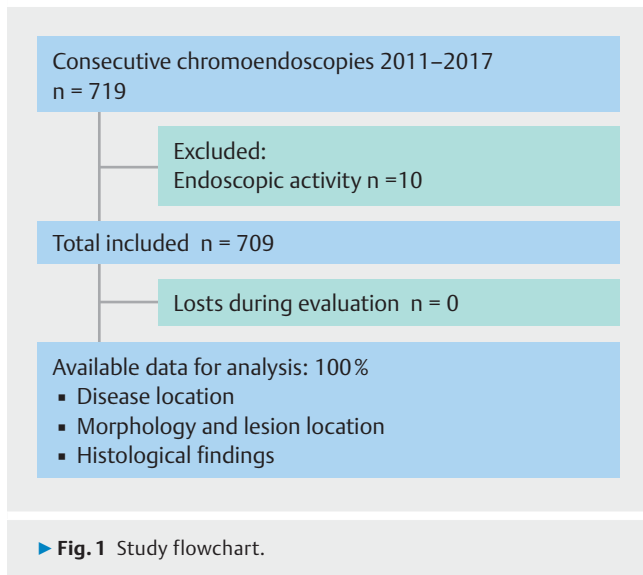 Consecutive chromoendoscopies 2011–2017
n = 719
Excluded:
Endoscopic activity n =10
Total included n = 709
Losts during evaluation n = 0
Available data for analysis: 100%
▪ Disease location
▪ Morphology and lesion location
▪ Histological findings
▶ Fig. 1 Study flowchart.